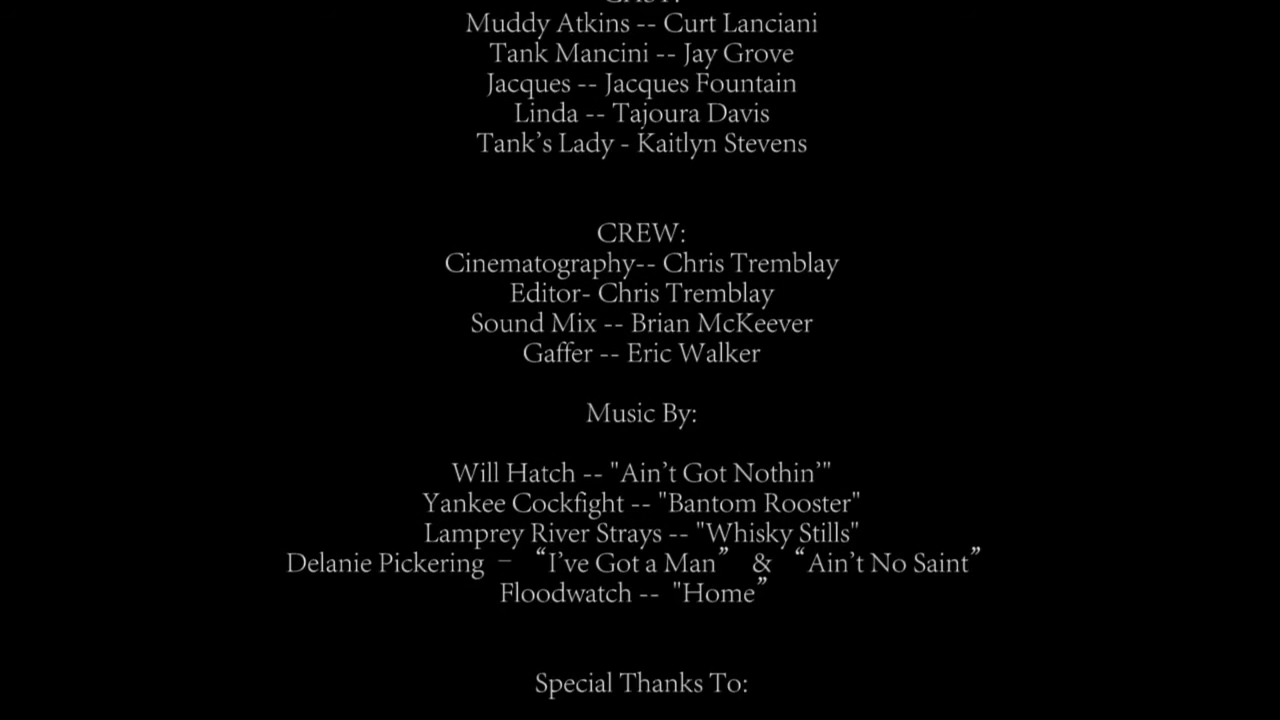 CAST:
Muddy Atkins -- Curt Lanciani
Tank Mancini -- Jay Grove
Jacques -- Jacques Fountain
Linda -- Tajoura Davis
Tank’s Lady - Kaitlyn Stevens
CREW:
Cinematography-- Chris Tremblay
Editor- Chris Tremblay
Sound Mix -- Brian McKeever
Gaffer -- Eric Walker
Music By:
Will Hatch -- "Ain’t Got Nothin’"
Yankee Cockfight -- "Bantom Rooster"
Lamprey River Strays -- "Whisky Stills"
Delanie Pickering – “I’ve Got a Man” & “Ain’t No Saint”
Floodwatch -- "Home”
Special Thanks To: